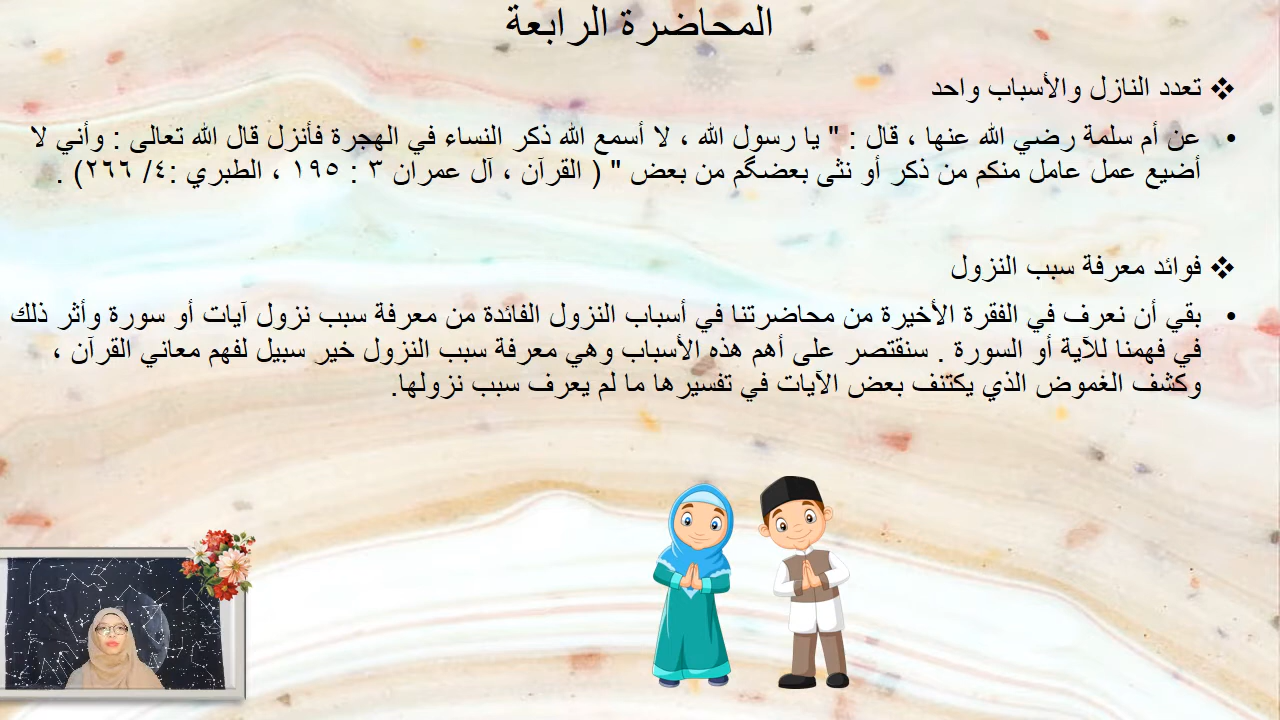 المحاضرة الرابعة
❖ تعدد النازل والأسباب واحد
• عن أم سلمة رضي الله عنها ، قال : " يا رسول الله ، لا أسمع الله ذكر النساء في الهجرة فأنزل قال الله تعالى : وأني لا
أضيع عمل عامل منكم من ذكر أو نثى بعضگم من بعض " ( القرآن ، آل عمران ٣ : ١٩٥ ، الطبري :٤/ ٢٦٦) .
❖ فوائد معرفة سبب النزول
• بقي أن نعرف في الفقرة الأخيرة من محاضرتنا في أسباب النزول الفائدة من معرفة سبب نزول آيات أو سورة وأثر ذلك
في فهمنا للآية أو السورة . سنقتصر على أهم هذه الأسباب وهي معرفة سبب النزول خير سبيل لفهم معاني القرآن ،
وكشف الغموض الذي يكتنف بعض الآيات في تفسيرها ما لم يعرف سبب نزولها.